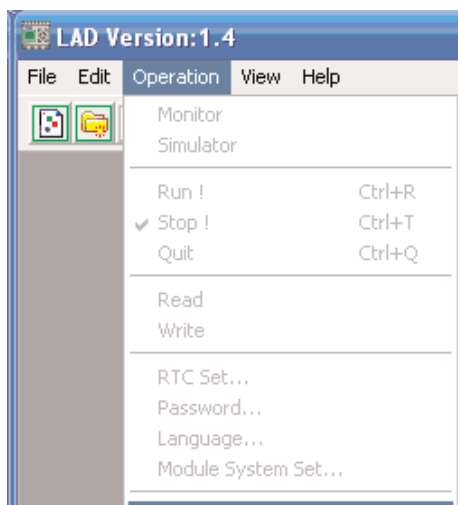 LAD Version:1.4
File Edit Operation View Help
Monitor
Simulator
Run ! Ctrl+R
Stop ! Ctrl+T
Quit Ctrl+Q
Read
Write
RTC Set...
Password...
Language...
Module System Set...